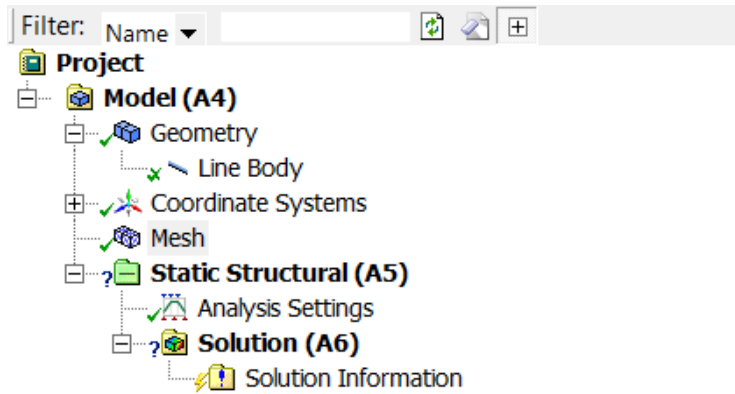 Filter: Name
Project
Model (A4)
Geometry
Line Body
Coordinate Systems
Mesh
Static Structural (A5)
Analysis Settings
Solution (A6)
Solution Information